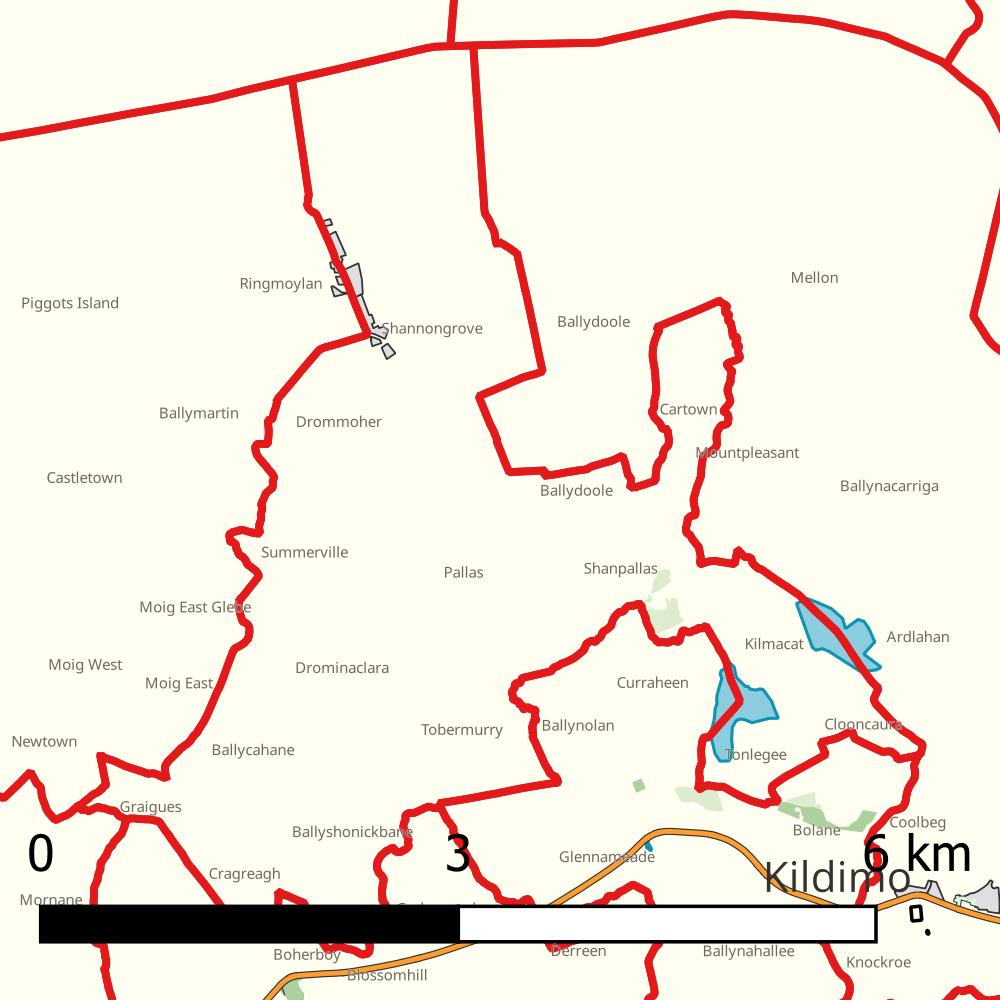 Mellon
Ringmoylan
Piggots Island
Ballydoole
Shannongrove
Cartown
Ballymartin
Drommoher
Mountpleasant
Castletown
Ballynacarriga
Ballydoole
Summerville
Shanpallas
Pallas
Moig East Glebe
Ardlahan
Kilmacat
Moig West
Drominaclara
Moig East
Curraheen
Clooncaura
Ballynolan
Tobermurry
Newtown
Ballycahane
Tonlegee
Graigues
Coolbeg
Ballyshonickbane
Bolane
0 3 6 km
Glennameade
Cragreagh
Kildimo
Mornane
Derreen
Ballynahallee
Boherboy
Knockroe
Blossomhill